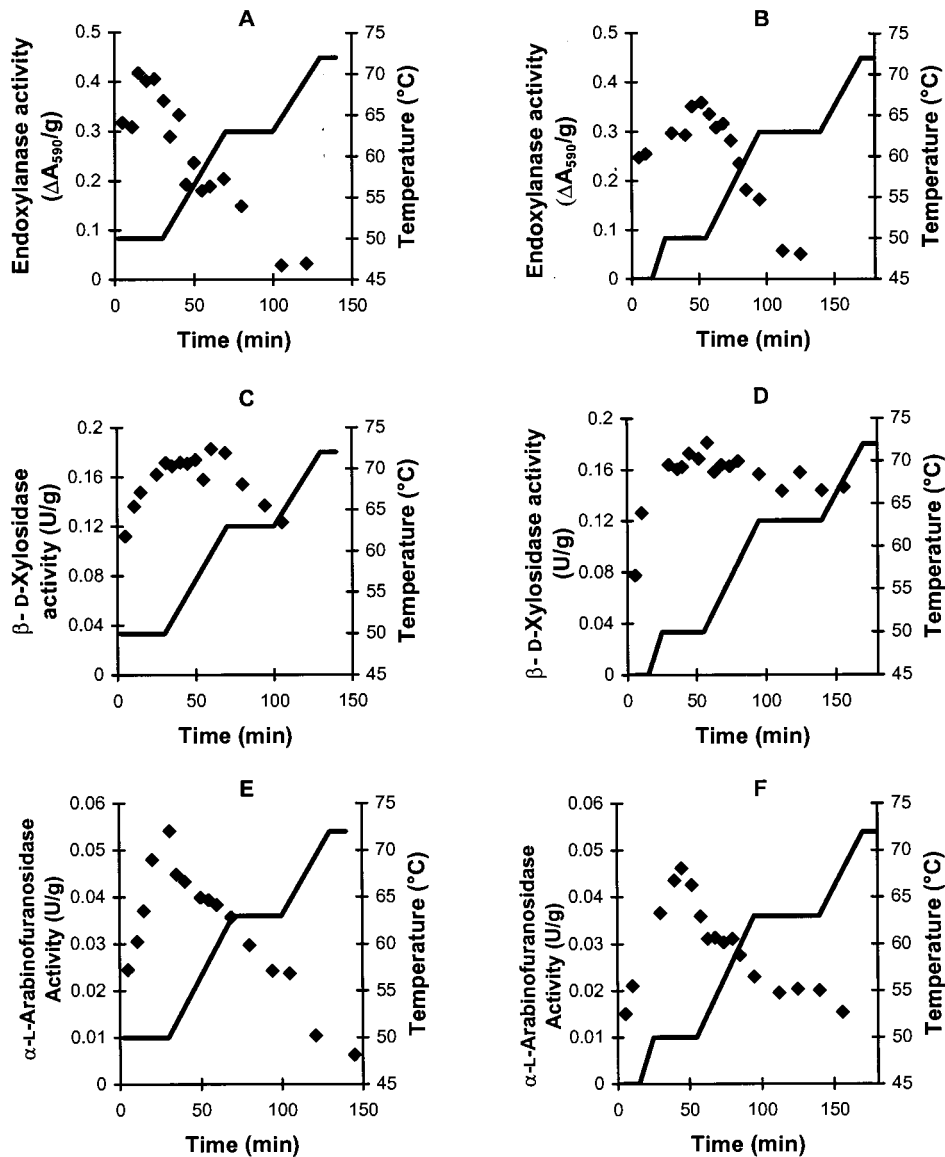 A
0.5
0.4
0.3
0.2
0.1
0
75
70
65
60
55
50
45
0 50 100 150
Endoxylanase activity
(ΔA₅₉₀/g)
Temperature (°C)
Time (min)
B
0.5
0.4
0.3
0.2
0.1
0
75
70
65
60
55
50
45
0 50 100 150
Endoxylanase activity
(ΔA₅₉₀/g)
Temperature (°C)
Time (min)
C
0.2
0.16
0.12
0.08
0.04
0
75
70
65
60
55
50
45
0 50 100 150
β- D-Xylosidase
activity (U/g)
Temperature (°C)
Time (min)
D
0.2
0.16
0.12
0.08
0.04
0
75
70
65
60
55
50
45
0 50 100 150
β- D-Xylosidase activity
(U/g)
Temperature (°C)
Time (min)
E
0.06
0.05
0.04
0.03
0.02
0.01
0
75
70
65
60
55
50
45
0 50 100 150
α-L-Arabinofuranosidase
Activity (U/g)
Temperature (°C)
Time (min)
F
0.06
0.05
0.04
0.03
0.02
0.01
0
75
70
65
60
55
50
45
0 50 100 150
α-L-Arabinofuranosidase
Activity (U/g)
Temperature (°C)
Time (min)